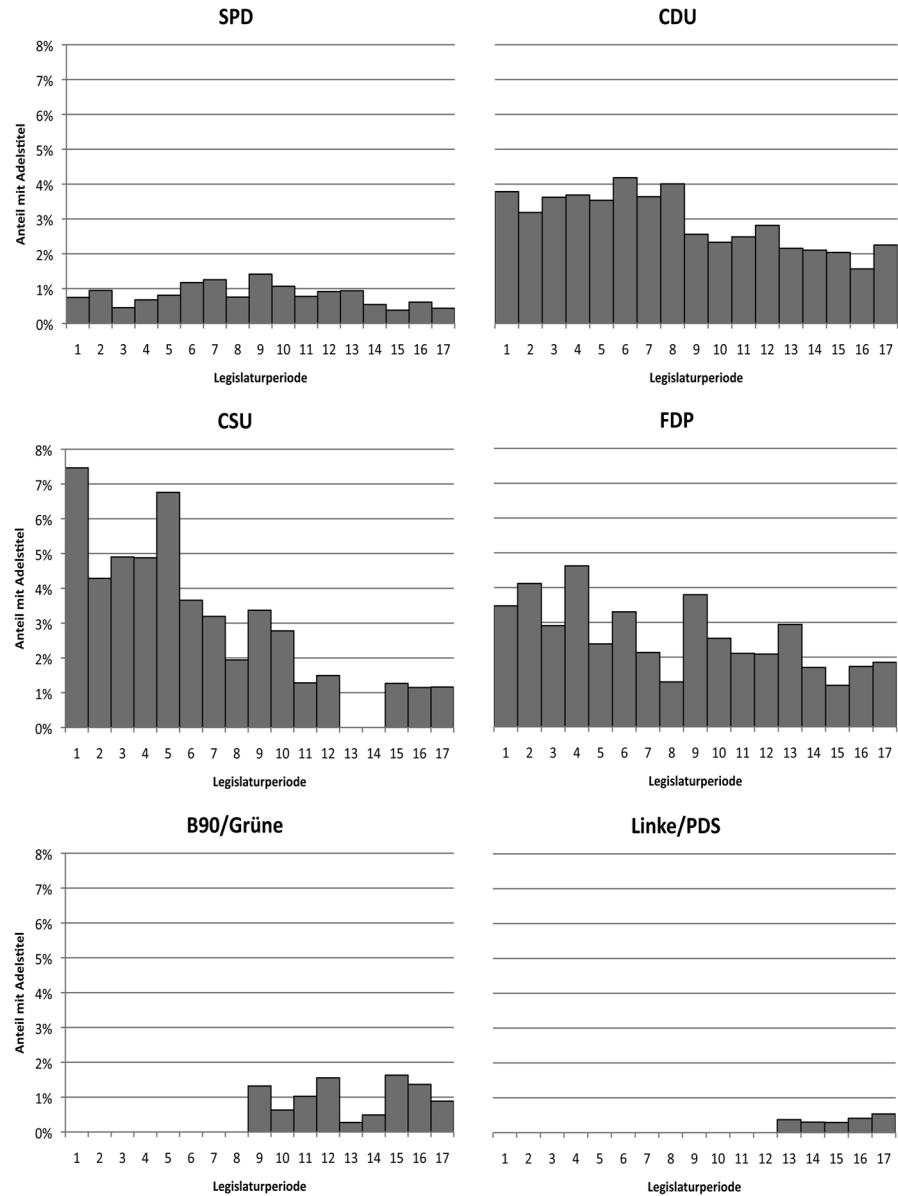 SPD
8%
7%
6%
5%
4%
3%
2%
1%
0%
Anteil mit Adelstitel
1 2 3 4 5 6 7 8 9 10 11 12 13 14 15 16 17
Legislaturperiode
CDU
1 2 3 4 5 6 7 8 9 10 11 12 13 14 15 16 17
Legislaturperiode
CSU
8%
7%
6%
5%
4%
3%
2%
1%
0%
Anteil mit Adelstitel
1 2 3 4 5 6 7 8 9 10 11 12 13 14 15 16 17
Legislaturperiode
FDP
1 2 3 4 5 6 7 8 9 10 11 12 13 14 15 16 17
Legislaturperiode
B90/Grüne
8%
7%
6%
5%
4%
3%
2%
1%
0%
Anteil mit Adelstitel
1 2 3 4 5 6 7 8 9 10 11 12 13 14 15 16 17
Legislaturperiode
Linke/PDS
1 2 3 4 5 6 7 8 9 10 11 12 13 14 15 16 17
Legislaturperiode